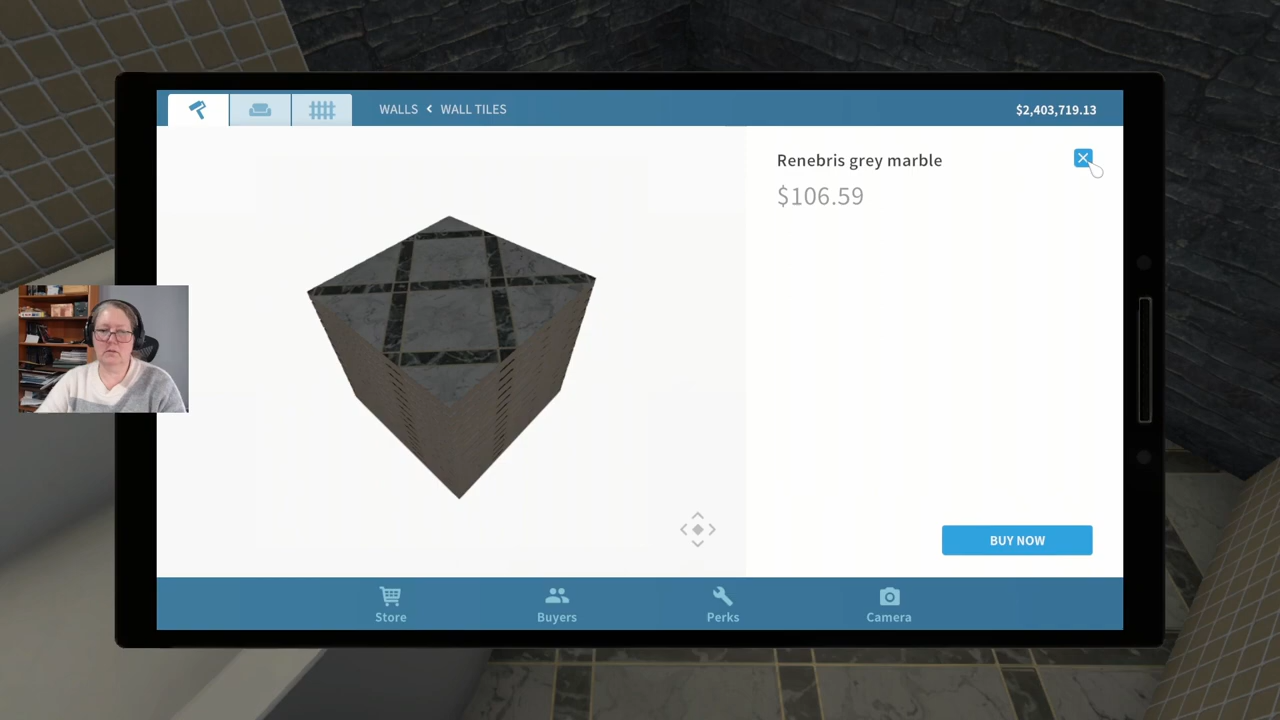 WALLS < WALL TILES
$2,403,719.13
Renebris grey marble
$106.59
BUY NOW
Store
Buyers
Perks
Camera